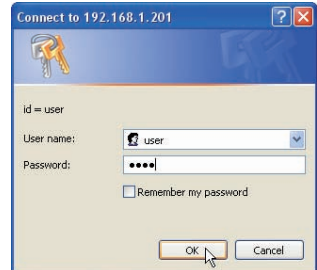 Connect to 192.168.1.201
id = user
User name: user
Password: ••••
Remember my password
OK Cancel